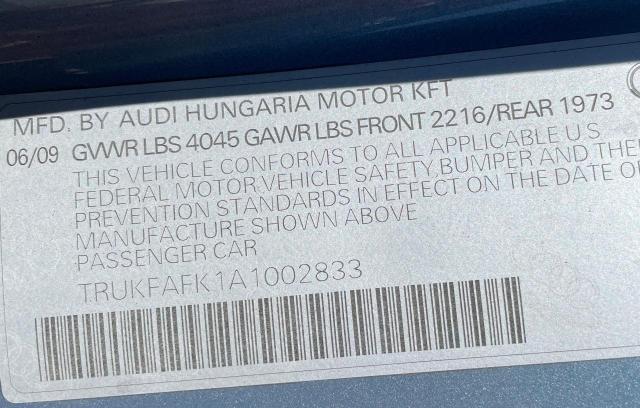 MFD. BY AUDI HUNGARIA MOTOR KFT
06/09 GVWR LBS 4045 GAWR LBS FRONT 2216/REAR 1973
THIS VEHICLE CONFORMS TO ALL APPLICABLE U S
FEDERAL MOTOR VEHICLE SAFETY, BUMPER AND THE
PREVENTION STANDARDS IN EFFECT ON THE DATE O
MANUFACTURE SHOWN ABOVE
PASSENGER CAR
TRUKFAFK1A1002833